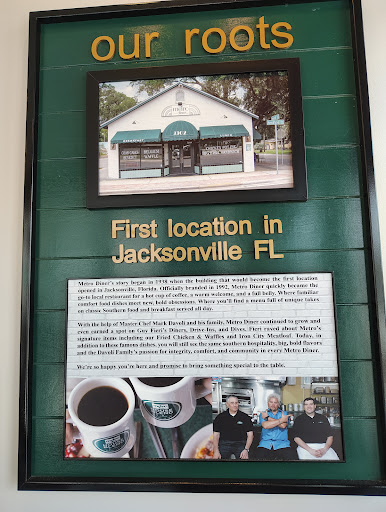 our roots
metro
3302
First location in
Jacksonville FL
Metro Diner's story began in 1938 when the building that would become the first location
opened in Jacksonville, Florida. Officially branded in 1992, Metro Diner quickly became the
go-to local restaurant for a hot cup of coffee, a warm welcome, and a full belly. Where familiar
comfort food dishes meet new, bold obsessions. Where you'll find a menu full of unique takes
on classic Southern food and breakfast served all day.
With the help of Master Chef Mark Davoli and his family, Metro Diner continued to grow and
even earned a spot on Guy Fieri's Diners, Drive-Ins, and Dives. Fieri raved about Metro's
signature items including our Fried Chicken & Waffles and Iron City Meatloaf. Today, in
addition to these famous dishes, you will still see the same southern hospitality, big, bold flavors
and the Davoli Family's passion for integrity, comfort, and community in every Metro Diner.
We're so happy you're here and promise to bring something special to the table.